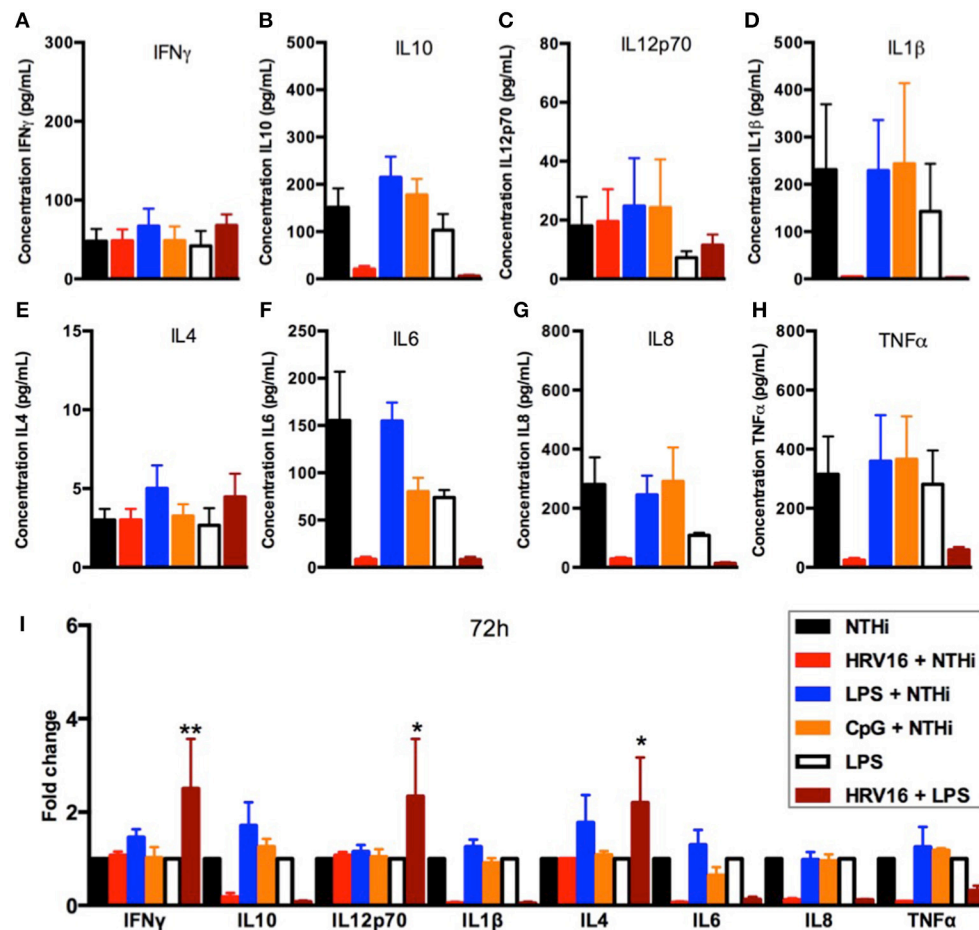 A
IFNγ
Concentration IFNγ (pg/mL)
300
200
100
0
B
IL10
Concentration IL10 (pg/mL)
500
400
300
200
100
0
C
IL12p70
Concentration IL12p70 (pg/mL)
80
60
40
20
0
D
IL1β
Concentration IL1β (pg/mL)
500
400
300
200
100
0
E
IL4
Concentration IL4 (pg/mL)
15
10
5
0
F
IL6
Concentration IL6 (pg/mL)
250
200
150
100
50
0
G
IL8
Concentration IL8 (pg/mL)
800
600
400
200
0
H
TNFα
Concentration TNFα (pg/mL)
800
600
400
200
0
I
72h
Fold change
6
4
2
0
**
*
*
IFNγ IL10 IL12p70 IL1β IL4 IL6 IL8 TNFα
NTHi
HRV16 + NTHi
LPS + NTHi
CpG + NTHi
LPS
HRV16 + LPS